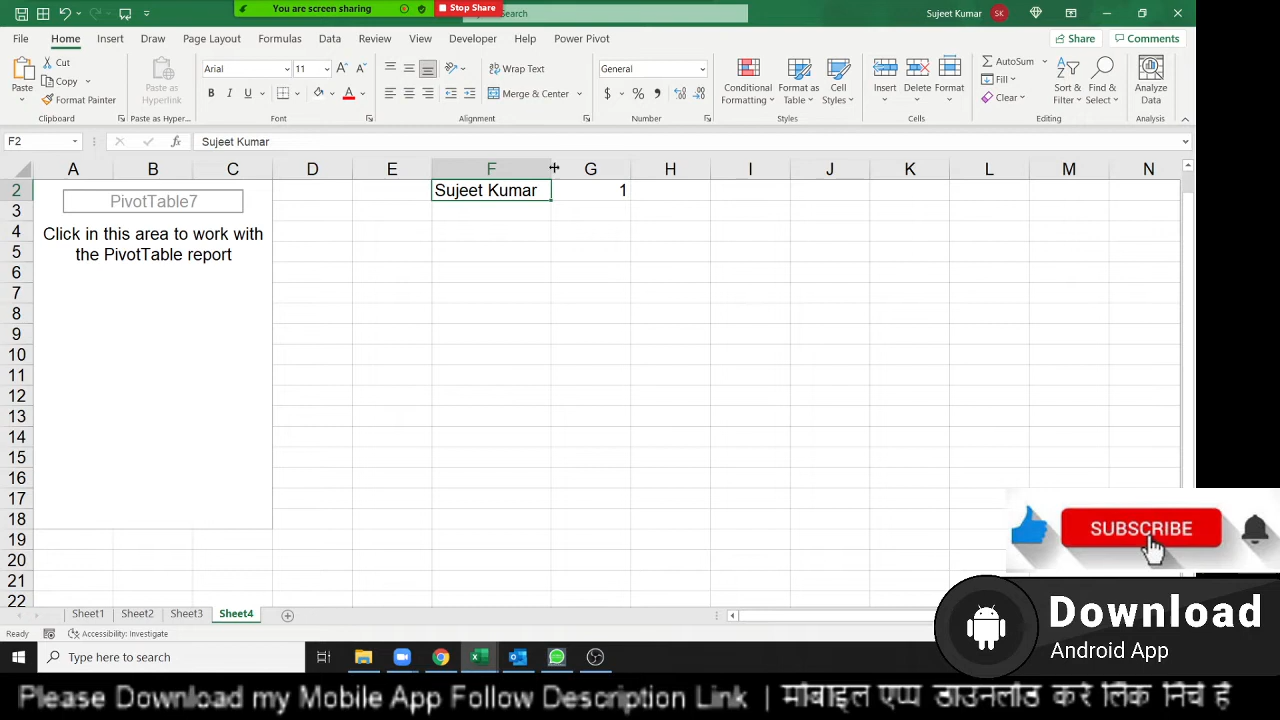 You are screen sharing
Stop Share
Search
Sujeet Kumar
SK
File
Home
Insert
Draw
Page Layout
Formulas
Data
Review
View
Developer
Help
Power Pivot
Share
Comments
Paste
Cut
Copy
Format Painter
Clipboard
Paste as Hyperlink
Paste as Hyper...
Arial
11
B I U
Font
Wrap Text
Merge & Center
Alignment
General
$ % 9
Number
Conditional Formatting
Format as Table
Cell Styles
Styles
Insert
Delete
Format
Cells
AutoSum
Fill
Clear
Sort & Filter
Find & Select
Editing
Analyze Data
Analysis
F2
fx
Sujeet Kumar
A B C D E F G H I J K L M N
2 Sujeet Kumar 1
3
4
5
6
7
8
9
10
11
12
13
14
15
16
17
18
19
20
21
22
PivotTable7
Click in this area to work with
the PivotTable report
SUBSCRIBE
Download
Android App
Sheet1
Sheet2
Sheet3
Sheet4
Ready
Accessibility: Investigate
Type here to search
Please Download my Mobile App Follow Description Link | मोबाइल एप्प डाउनलोड करे लिंक निचे है